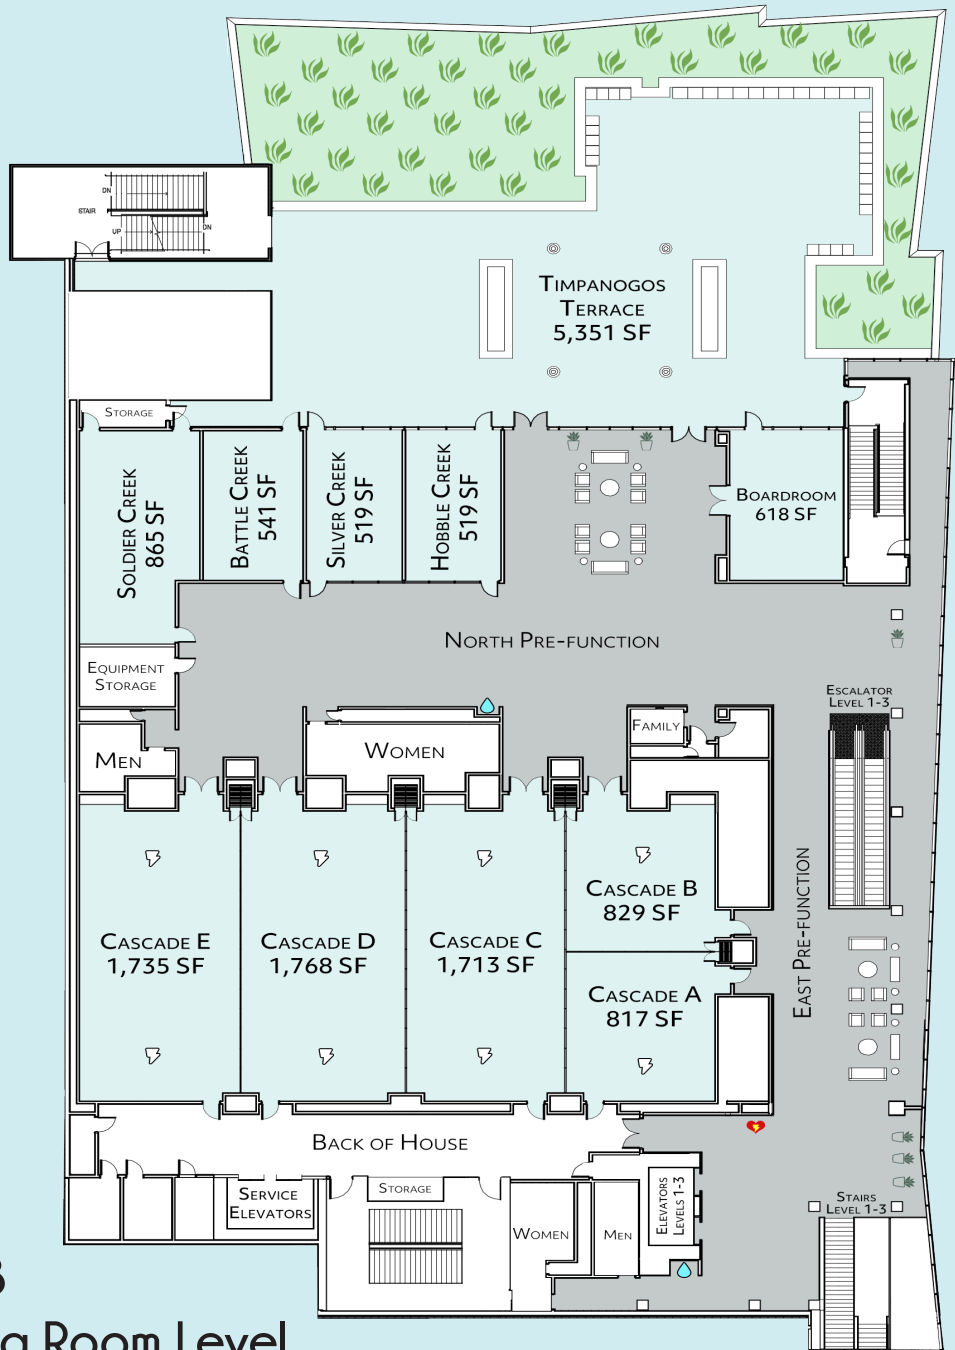 DN
STAIR
UP
DN
TIMPANOGOS
TERRACE
5,351 SF
STORAGE
SOLDIER CREEK
865 SF
BATTLE CREEK
541 SF
SILVER CREEK
519 SF
HOBBLE CREEK
519 SF
BOARDROOM
618 SF
NORTH PRE-FUNCTION
EQUIPMENT
STORAGE
ESCALATOR
LEVEL 1-3
MEN
WOMEN
FAMILY
EAST PRE-FUNCTION
CASCADE E
1,735 SF
CASCADE D
1,768 SF
CASCADE C
1,713 SF
CASCADE B
829 SF
CASCADE A
817 SF
BACK OF HOUSE
SERVICE
ELEVATORS
STORAGE
WOMEN
MEN
ELEVATORS
LEVELS 1-3
STAIRS
LEVEL 1-3
Room Level